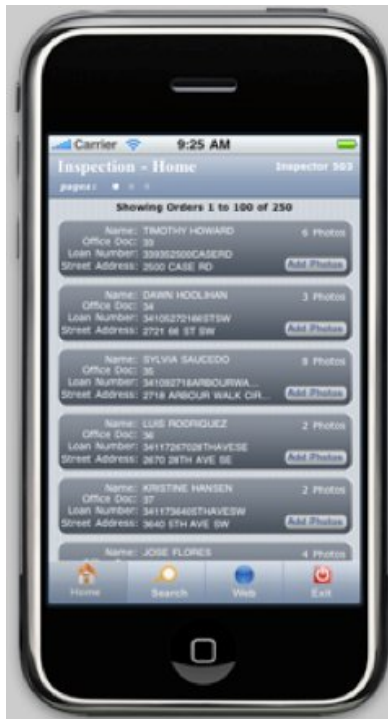 Carrier 9:25 AM
Inspection - Home Inspector 503
pages:
Showing Orders 1 to 100 of 250
Name: TIMOTHY HOWARD 6 Photos
Office Doc: 33
Loan Number: 339352500CASERD
Street Address: 2500 CASE RD Add Photos
Name: DAWN HOOLIHAN 3 Photos
Office Doc: 34
Loan Number: 34105272166STSW
Street Address: 2721 66 ST SW Add Photos
Name: SYLVIA SAUCEDO 8 Photos
Office Doc: 35
Loan Number: 341092718ARBOURWA...
Street Address: 2718 ARBOUR WALK CIR... Add Photos
Name: LUIS RODRIQUEZ 2 Photos
Office Doc: 36
Loan Number: 34117267028THAVESE
Street Address: 2670 28TH AVE SE Add Photos
Name: KRISTINE HANSEN 2 Photos
Office Doc: 37
Loan Number: 3411736405THAVESW
Street Address: 3640 5TH AVE SW Add Photos
Name: JOSE FLORES 4 Photos
Home Search Web Exit